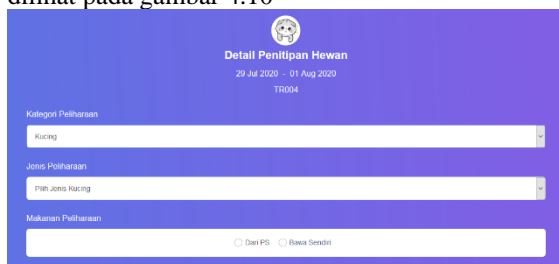 dilihat pada gambar 4.10
Detail Penitipan Hewan
29 Jul 2020 - 01 Aug 2020
TR004
Kategori Peliharaan
Kucing
Jenis Peliharaan
Pilih Jenis Kucing
Makanan Peliharaan
Dari PS Bawa Sendiri